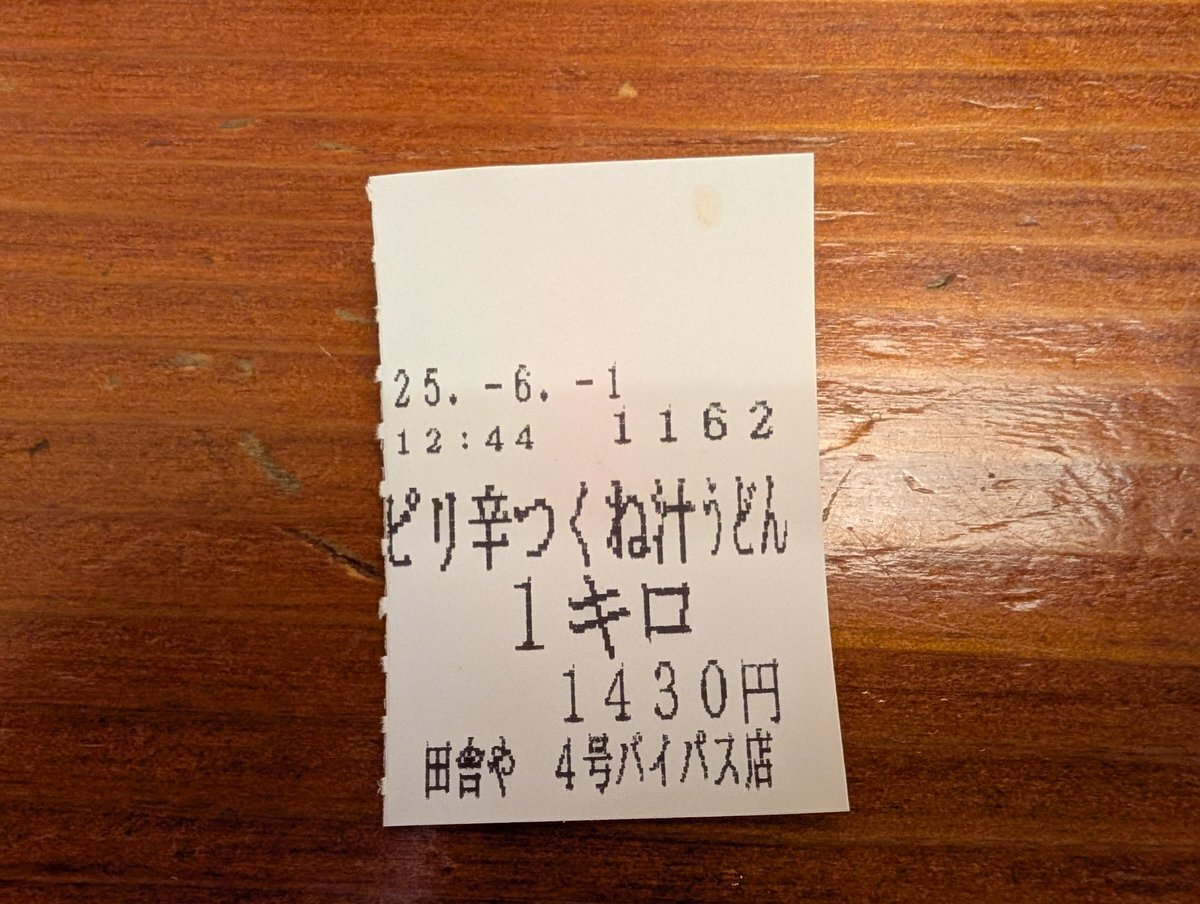 25.-6.-1
12:44 1162
ピリ辛つくね汁うどん
1キロ
1430円
田舎や 4号バイパス店